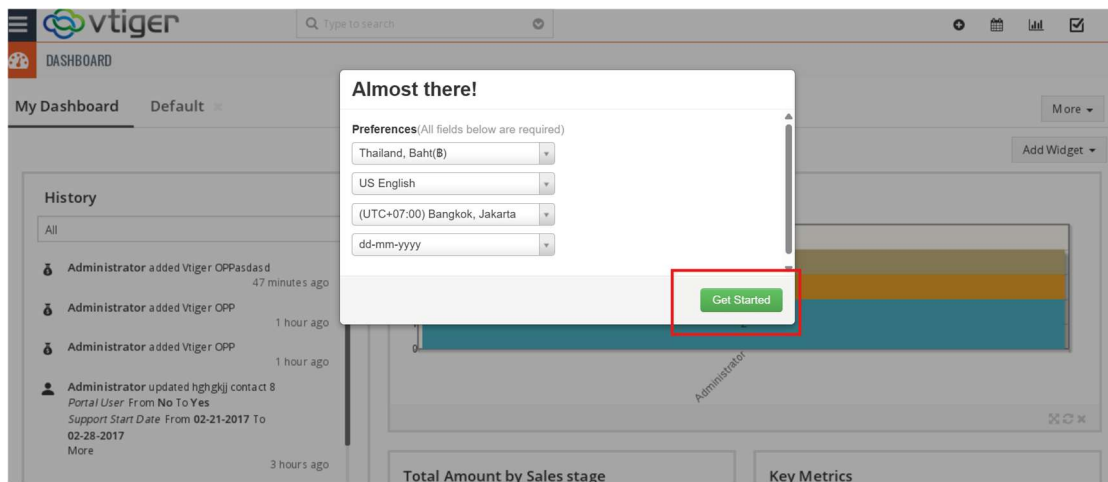 vtiger
Type to search
DASHBOARD
My Dashboard Default
More
Add Widget
Almost there!
Preferences(All fields below are required)
Thailand, Baht(฿)
US English
(UTC+07:00) Bangkok, Jakarta
dd-mm-yyyy
Get Started
History
All
Administrator added Vtiger OPPasdasd
47 minutes ago
Administrator added Vtiger OPP
1 hour ago
Administrator added Vtiger OPP
1 hour ago
Administrator updated hghgkjj contact 8
Portal User From No To Yes
Support Start Date From 02-21-2017 To
02-28-2017
More
3 hours ago
0
Administrator
Total Amount by Sales stage
Key Metrics